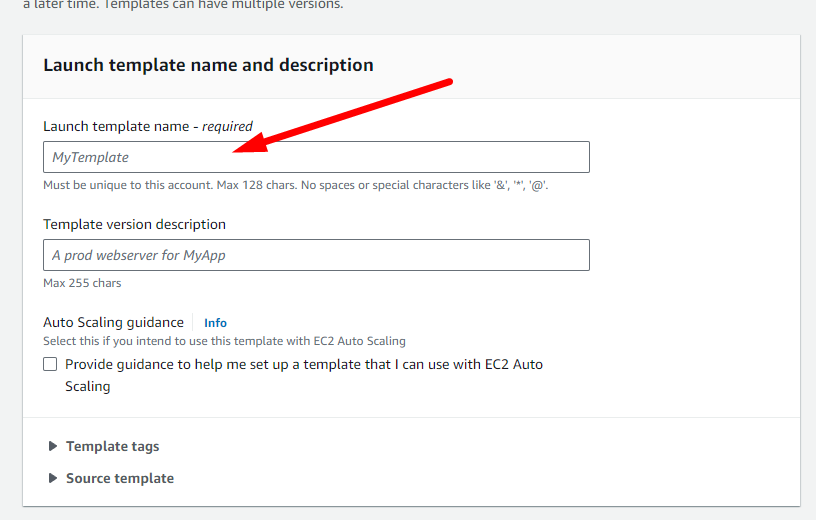 a later time. Templates can have multiple versions.
Launch template name and description
Launch template name - required
MyTemplate
Must be unique to this account. Max 128 chars. No spaces or special characters like '&', '*', '@'.
Template version description
A prod webserver for MyApp
Max 255 chars
Auto Scaling guidance Info
Select this if you intend to use this template with EC2 Auto Scaling
Provide guidance to help me set up a template that I can use with EC2 Auto
Scaling
Template tags
Source template